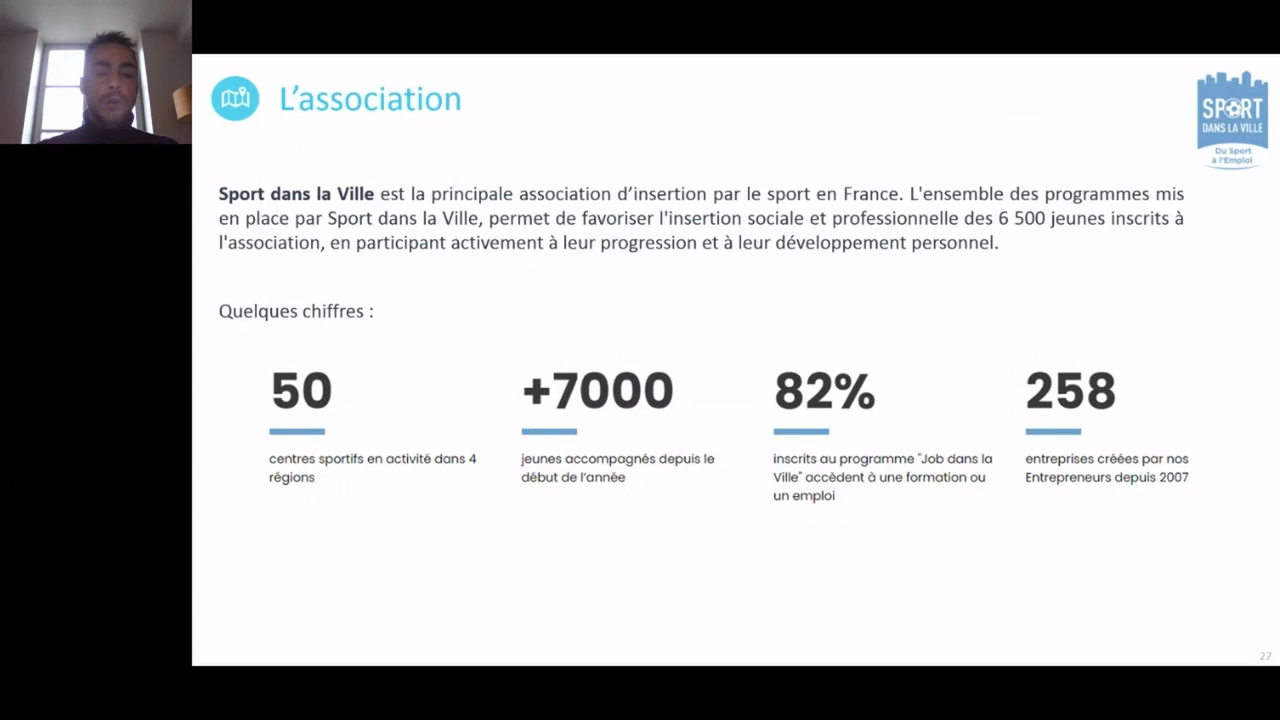 L’association
SPORT
DANS LA VILLE
Du Sport
à l'Emploi
Sport dans la Ville est la principale association d’insertion par le sport en France. L'ensemble des programmes mis
en place par Sport dans la Ville, permet de favoriser l'insertion sociale et professionnelle des 6 500 jeunes inscrits à
l'association, en participant activement à leur progression et à leur développement personnel.
Quelques chiffres :
50
centres sportifs en activité dans 4
régions
+7000
jeunes accompagnés depuis le
début de l’année
82%
inscrits au programme "Job dans la
Ville" accèdent à une formation ou
un emploi
258
entreprises créées par nos
Entrepreneurs depuis 2007
27